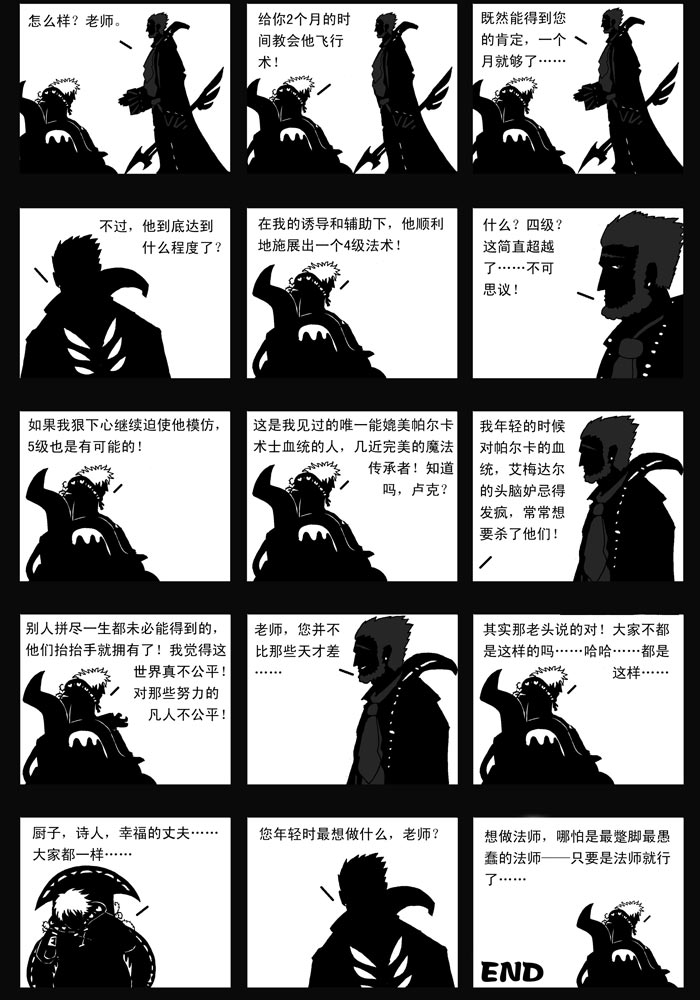 怎么样？老师。
给你2个月的时
间教会他飞行
术！
既然能得到您
的肯定，一个
月就够了……
不过，他到底达到
什么程度了？
在我的诱导和辅助下，他顺利
地施展出一个4级法术！
什么？四级？
这简直超越
了……不可
思议！
如果我狠下心继续迫使他模仿，
5级也是有可能的！
这是我见过的唯一能媲美帕尔卡
术士血统的人，几近完美的魔法
传承者！知道
吗，卢克？
我年轻的时候
对帕尔卡的血
统，艾梅达尔
的头脑妒忌得
发疯，常常想
要杀了他们！
别人拼尽一生都未必能得到的，
他们抬抬手就拥有了！我觉得这
世界真不公平！
对那些努力的
凡人不公平！
老师，您并不
比那些天才差
……
其实那老头说的对！大家不都
是这样的吗……哈哈……都是
这样……
厨子，诗人，幸福的丈夫……
大家都一样……
您年轻时最想做什么，老师？
想做法师，哪怕是最蹩脚最愚
蠢的法师——只要是法师就行
了……
END